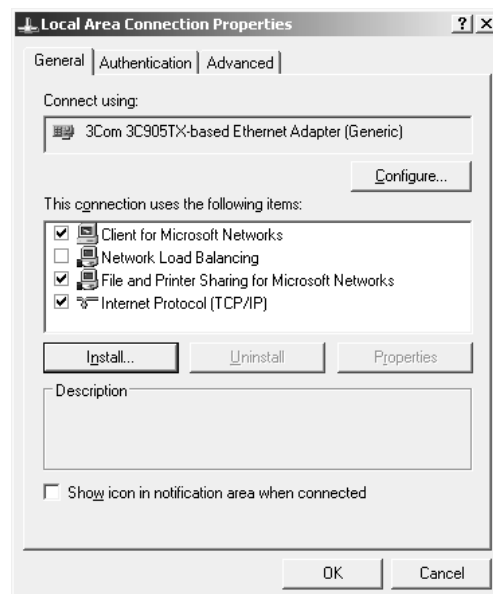 Local Area Connection Properties ? ×
General Authentication Advanced
Connect using:
3Com 3C905TX-based Ethernet Adapter (Generic)
Configure...
This connection uses the following items:
Client for Microsoft Networks
Network Load Balancing
File and Printer Sharing for Microsoft Networks
Internet Protocol (TCP/IP)
Install... Uninstall Properties
Description
Show icon in notification area when connected
OK Cancel